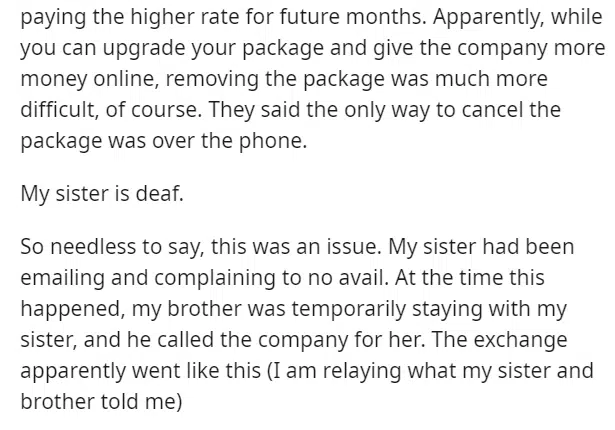 paying the higher rate for future months. Apparently, while
you can upgrade your package and give the company more
money online, removing the package was much more
difficult, of course. They said the only way to cancel the
package was over the phone.
My sister is deaf.
So needless to say, this was an issue. My sister had been
emailing and complaining to no avail. At the time this
happened, my brother was temporarily staying with my
sister, and he called the company for her. The exchange
apparently went like this (I am relaying what my sister and
brother told me)